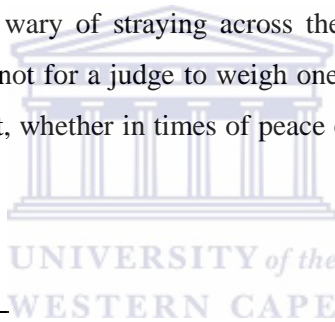 wary of straying across the
not for a judge to weigh one
, whether in times of peace
UNIVERSITY of the
WESTERN CAPE